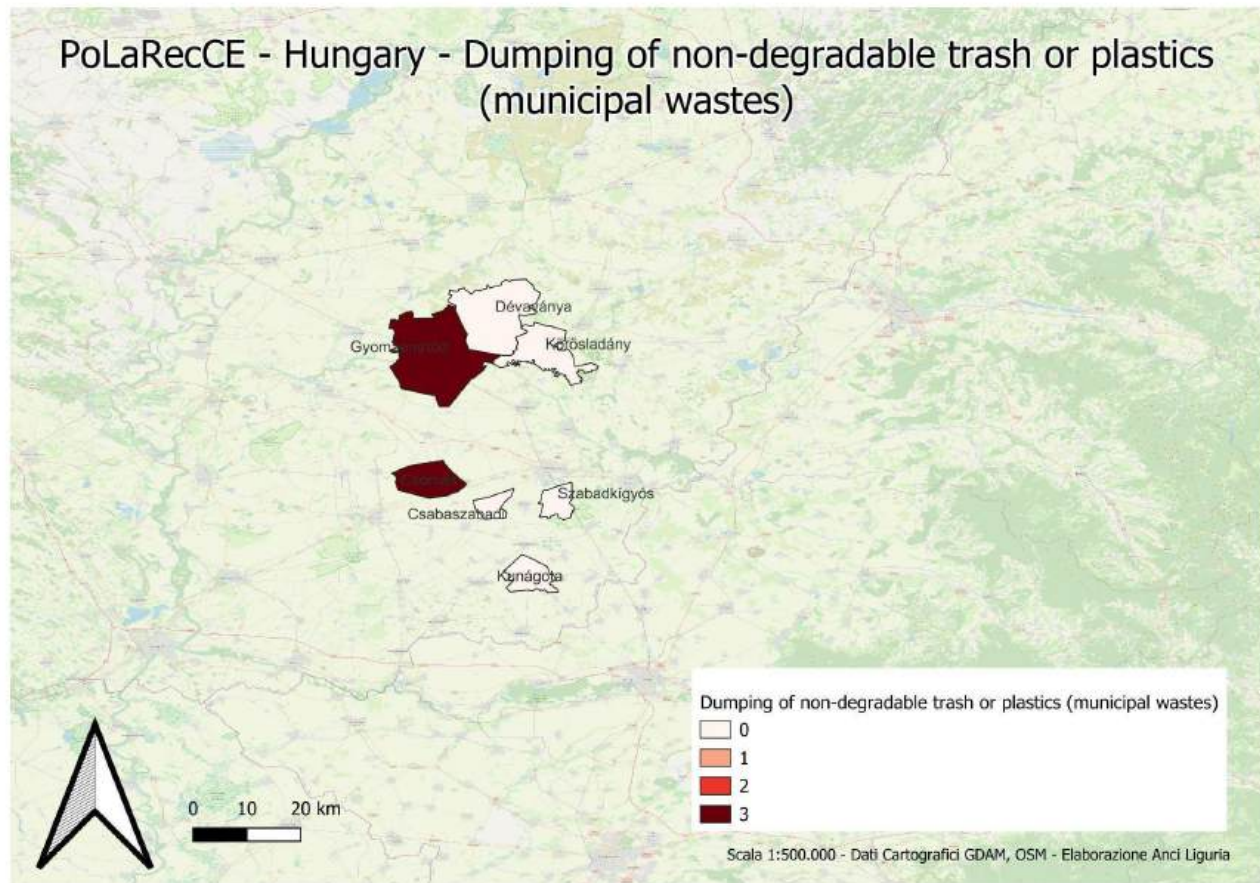 PoLaRecCE - Hungary - Dumping of non-degradable trash or plastics
(municipal wastes)
Dévaványa
Körösladány
Szabadkígyós
Csabaszabadi
Kunágota
Dumping of non-degradable trash or plastics (municipal wastes)
0
1
2
3
0 10 20 km
Scala 1:500.000 - Dati Cartografici GDAM, OSM - Elaborazione Anci Liguria